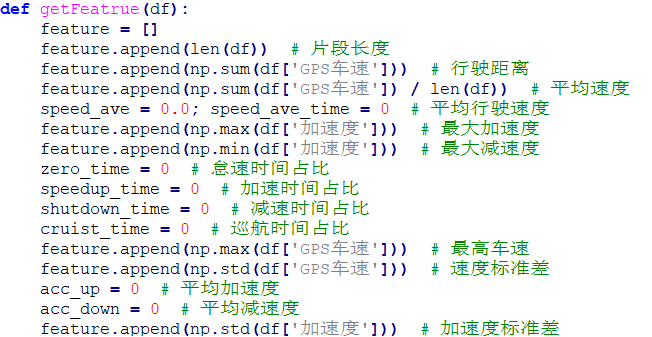 def getFeatrue(df):
    feature = []
    feature.append(len(df))  # 片段长度
    feature.append(np.sum(df['GPS车速']))  # 行驶距离
    feature.append(np.sum(df['GPS车速']) / len(df))  # 平均速度
    speed_ave = 0.0; speed_ave_time = 0  # 平均行驶速度
    feature.append(np.max(df['加速度']))  # 最大加速度
    feature.append(np.min(df['加速度']))  # 最大减速度
    zero_time = 0  # 怠速时间占比
    speedup_time = 0  # 加速时间占比
    shutdown_time = 0  # 减速时间占比
    cruist_time = 0  # 巡航时间占比
    feature.append(np.max(df['GPS车速']))  # 最高车速
    feature.append(np.std(df['GPS车速']))  # 速度标准差
    acc_up = 0  # 平均加速度
    acc_down = 0  # 平均减速度
    feature.append(np.std(df['加速度']))  # 加速度标准差